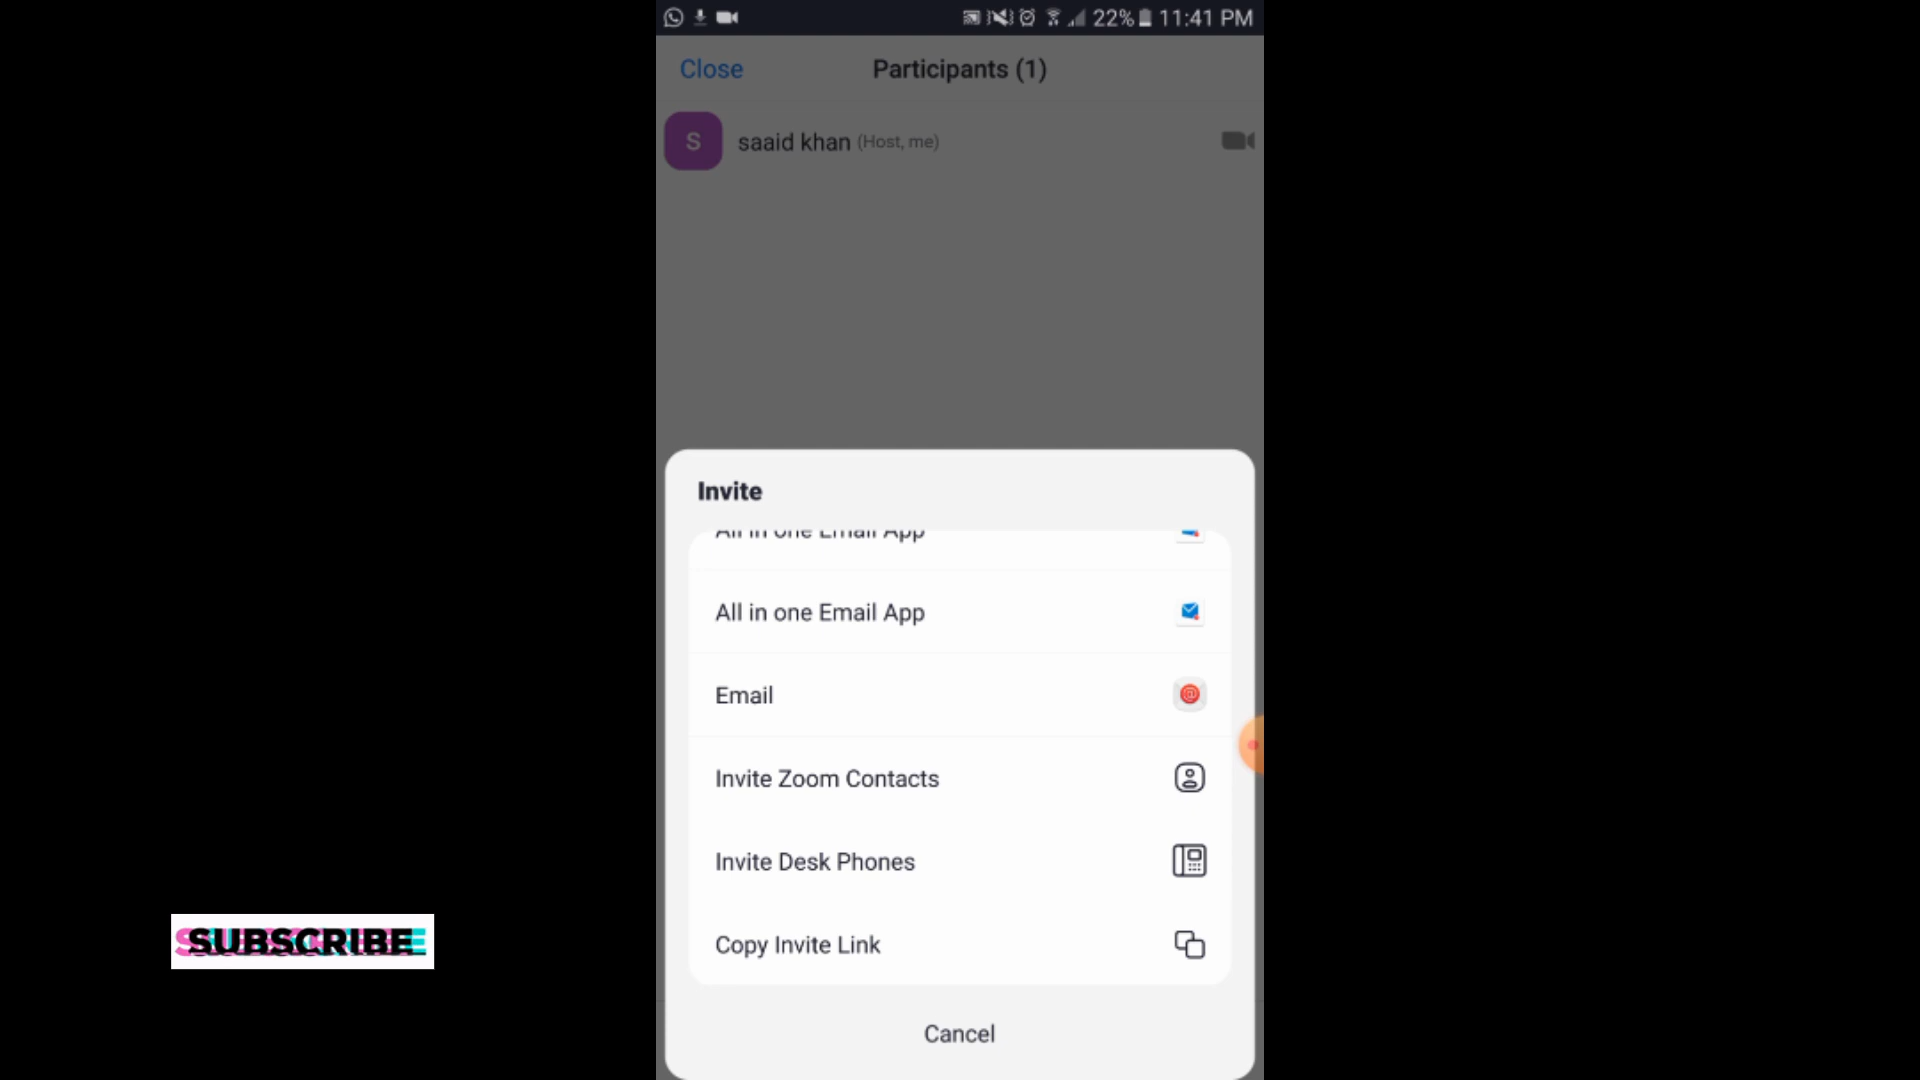 22% 11:41 PM
Close Participants (1)
S saaid khan (Host, me)
Invite
All in one Email App
All in one Email App
Email
Invite Zoom Contacts
Invite Desk Phones
Copy Invite Link
Cancel
SUBSCRIBE